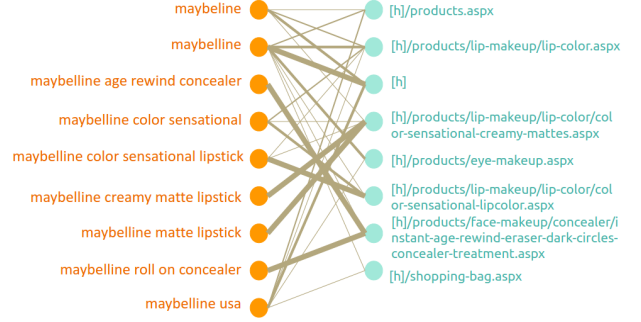 maybeline
maybelline
maybelline age rewind concealer
maybelline color sensational
maybelline color sensational lipstick
maybelline creamy matte lipstick
maybelline matte lipstick
maybelline roll on concealer
maybelline usa
[h]/products.aspx
[h]/products/lip-makeup/lip-color.aspx
[h]
[h]/products/lip-makeup/lip-color/col
or-sensational-creamy-mattes.aspx
[h]/products/eye-makeup.aspx
[h]/products/lip-makeup/lip-color/col
or-sensational-lipcolor.aspx
[h]/products/face-makeup/concealer/i
nstant-age-rewind-eraser-dark-circles-
concealer-treatment.aspx
[h]/shopping-bag.aspx